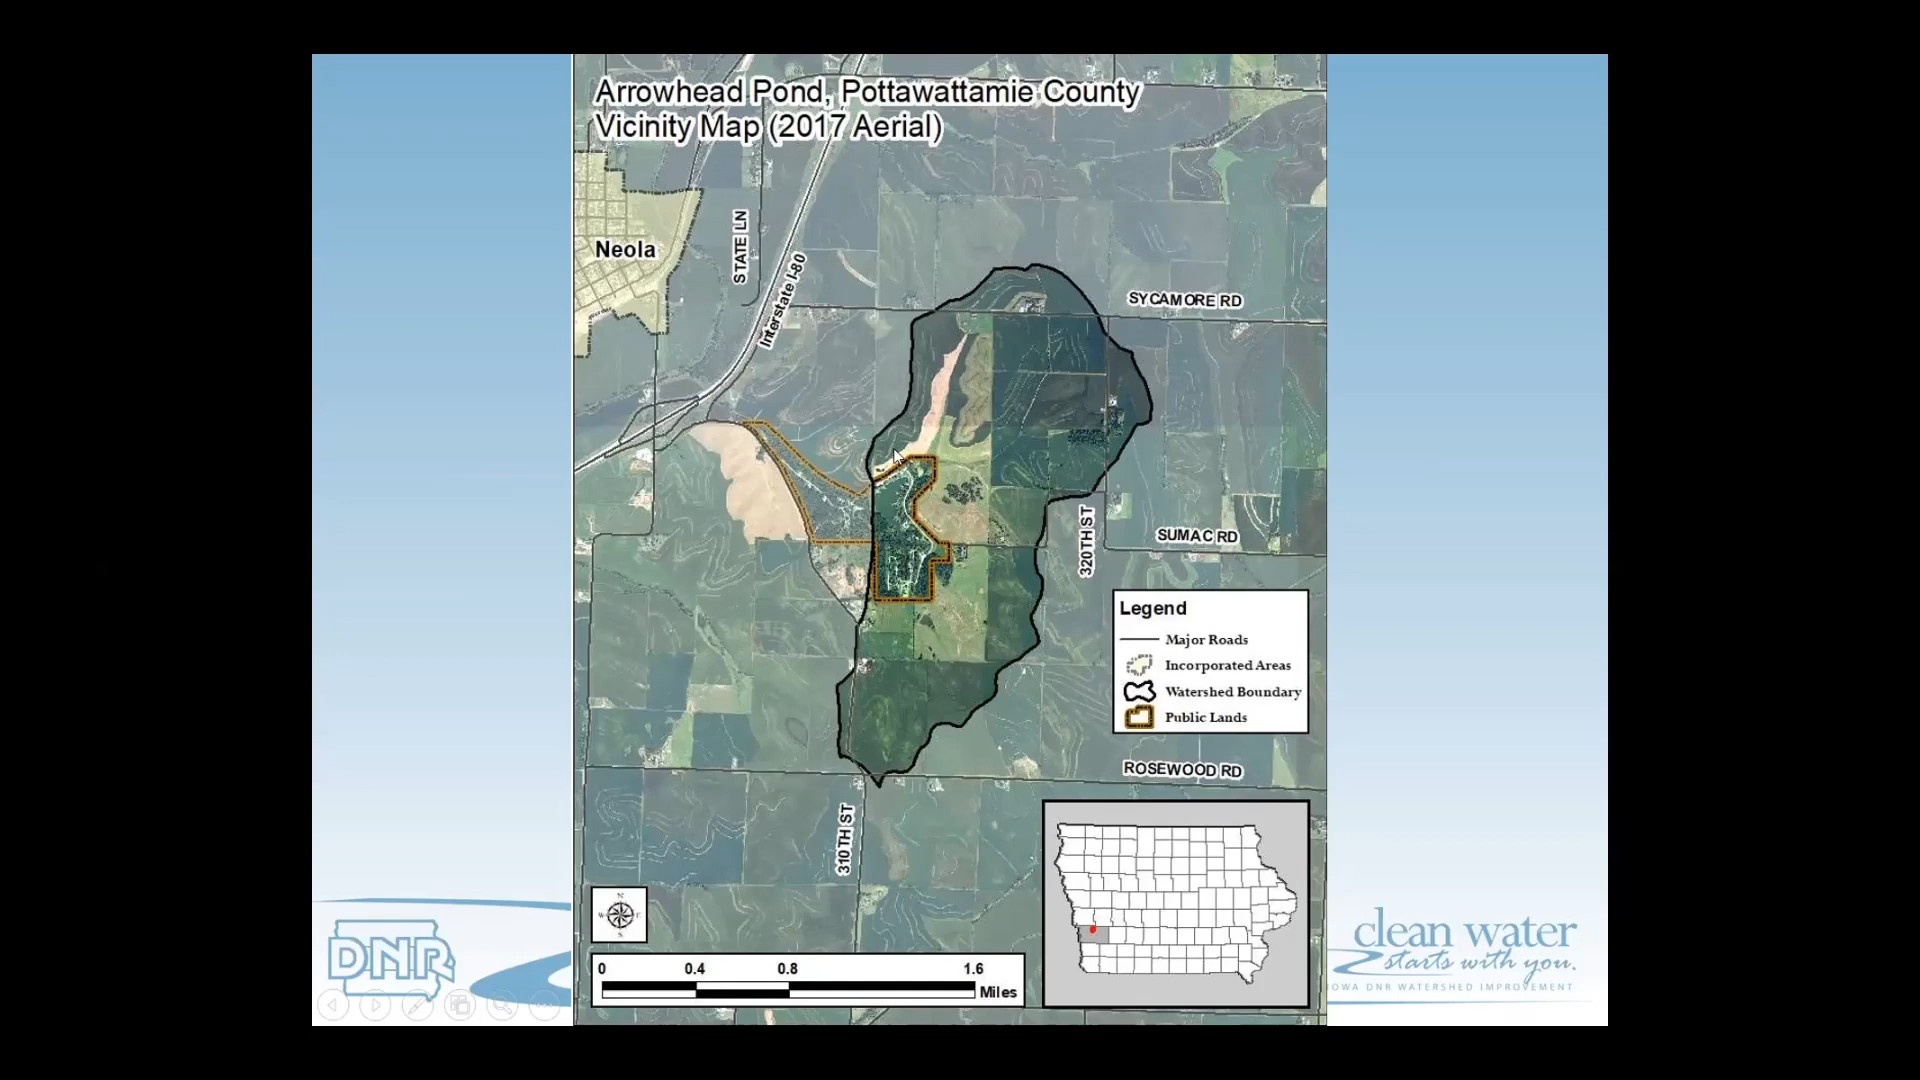 Arrowhead Pond, Pottawattamie County
Vicinity Map (2017 Aerial)
Neola
STATE LN
Interstate I-80
SYCAMORE RD
320TH ST
SUMAC RD
Legend
Major Roads
Incorporated Areas
Watershed Boundary
Public Lands
ROSEWOOD RD
310TH ST
N
W E
S
0 0.4 0.8 1.6
Miles
DNR
clean water
starts with you.
IOWA DNR WATERSHED IMPROVEMENT